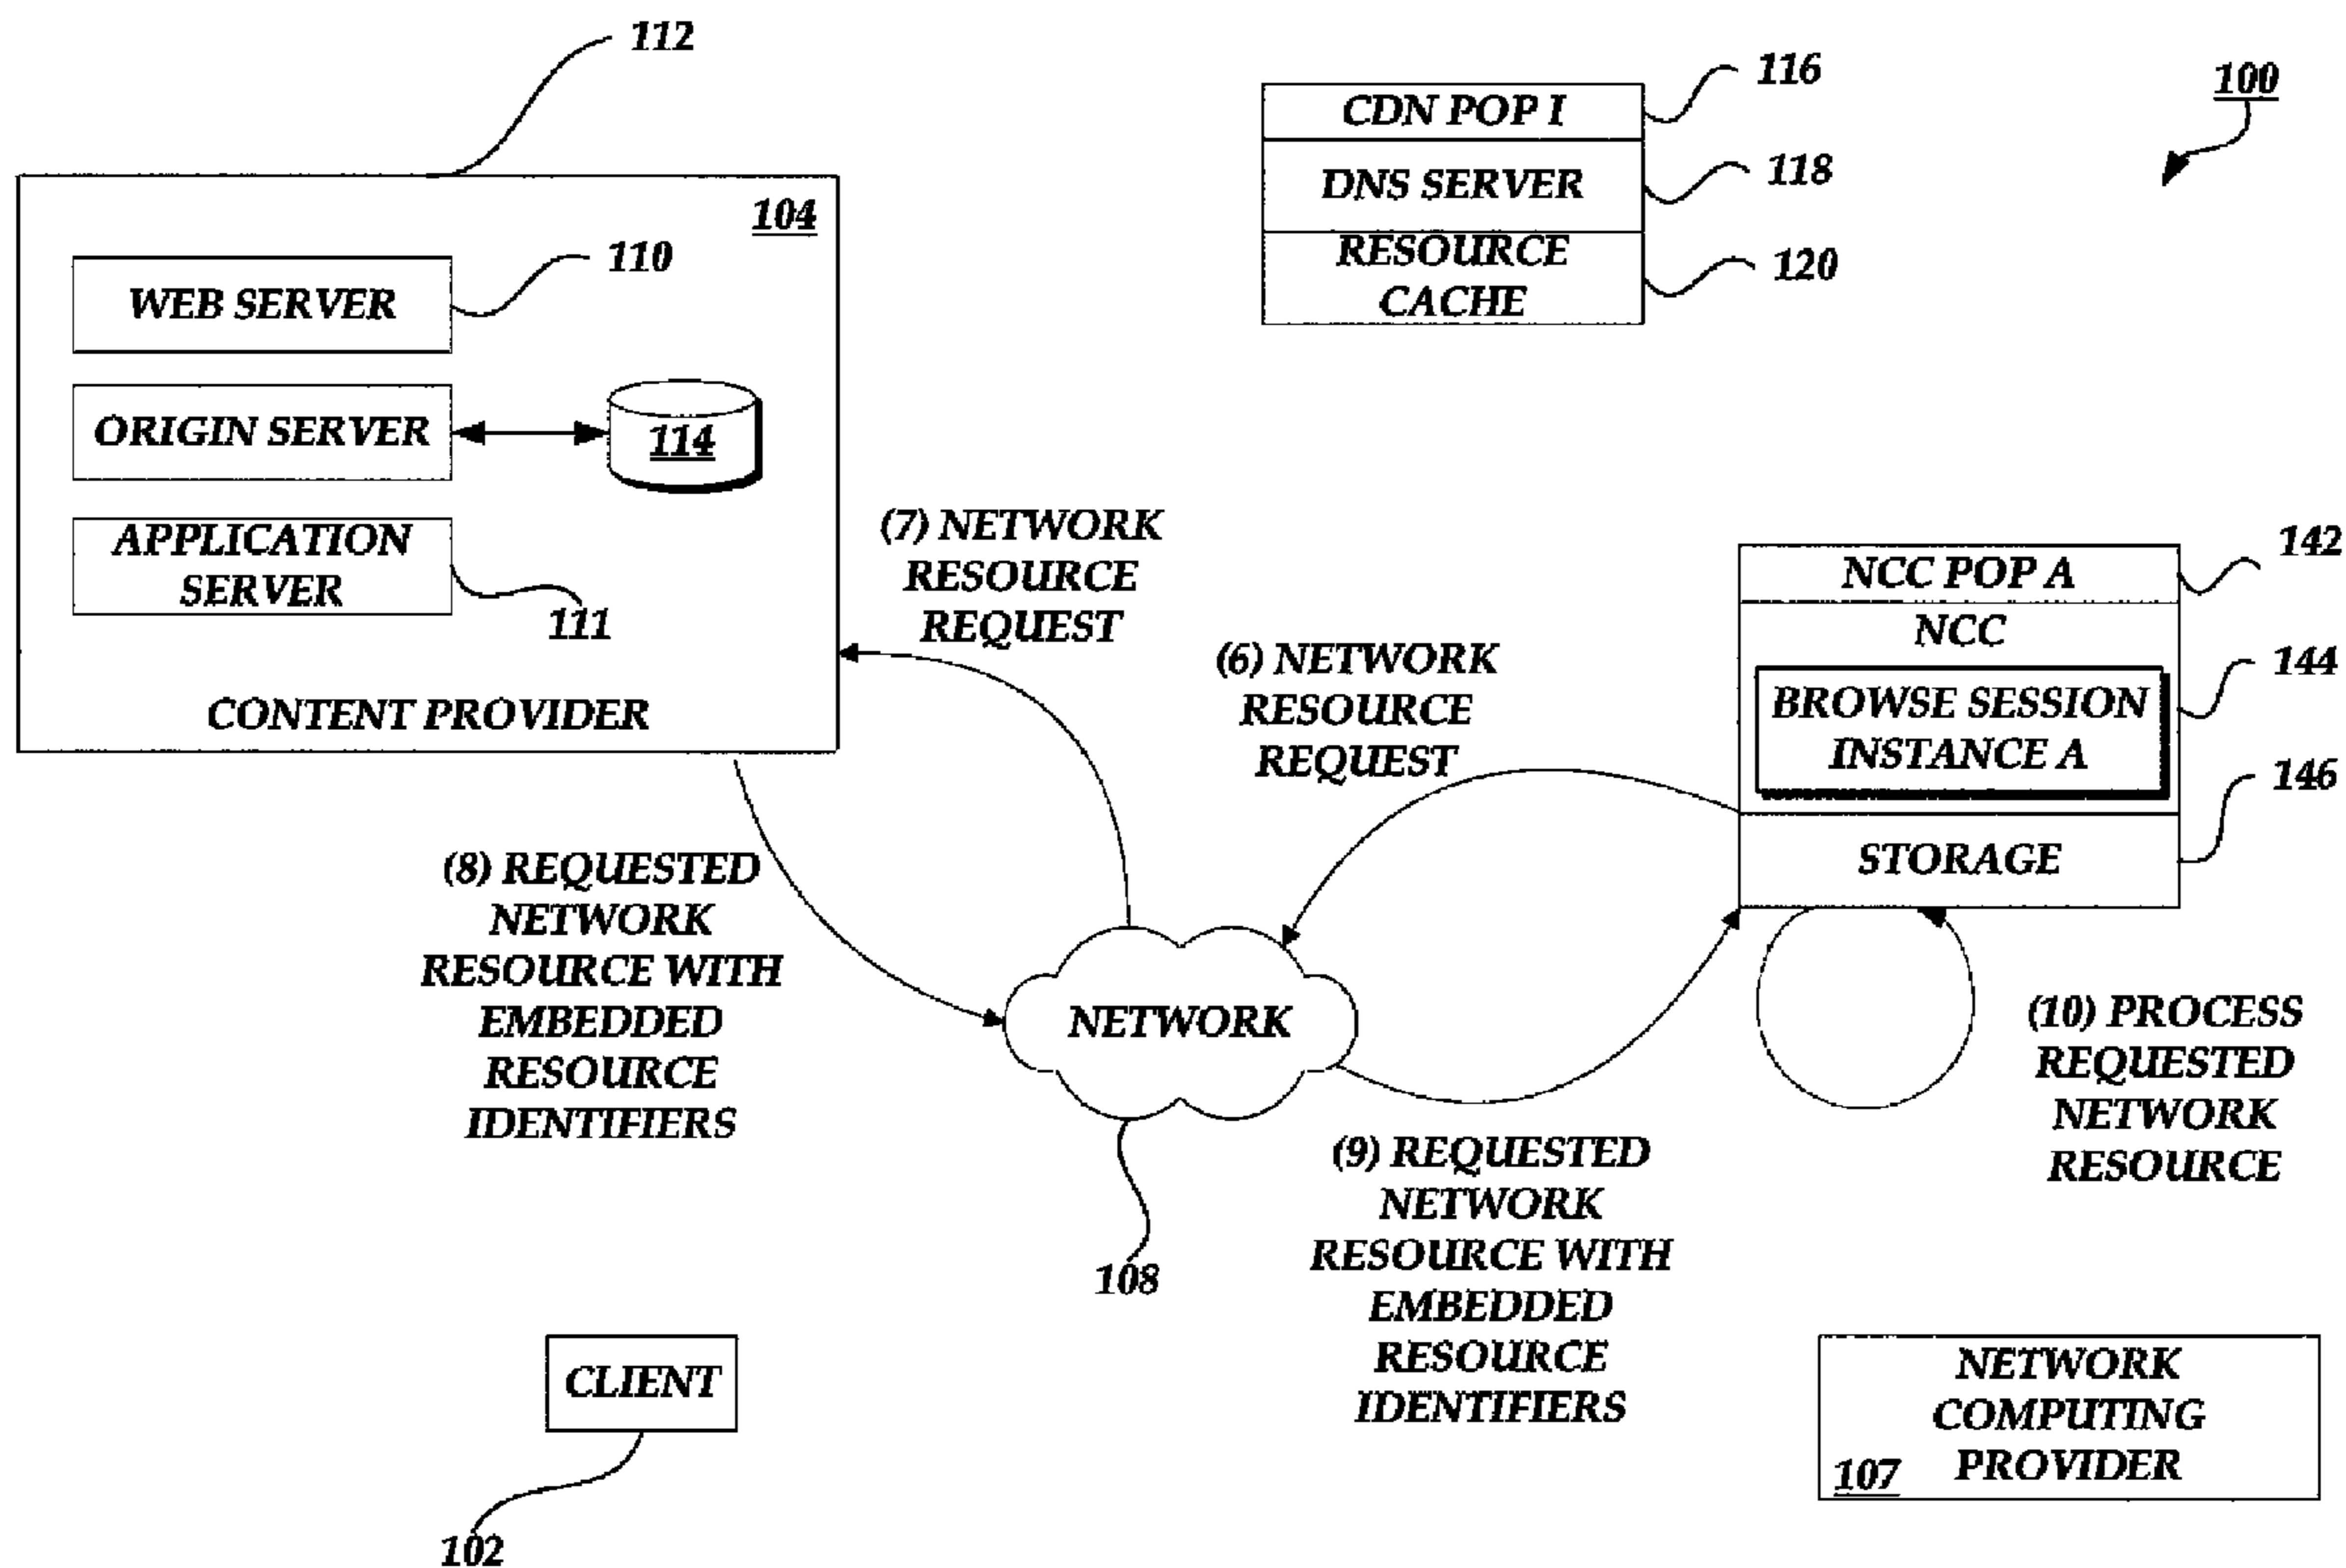 112
116
100
CDN POP I
DNS SERVER
118
104
110
RESOURCE
CACHE
120
WEB SERVER
ORIGIN SERVER
114
APPLICATION
SERVER
111
CONTENT PROVIDER
(7) NETWORK
RESOURCE
REQUEST
(6) NETWORK
RESOURCE
REQUEST
142
NCC POP A
NCC
144
BROWSE SESSION
INSTANCE A
146
STORAGE
(8) REQUESTED
NETWORK
RESOURCE WITH
EMBEDDED
RESOURCE
IDENTIFIERS
NETWORK
108
(10) PROCESS
REQUESTED
NETWORK
RESOURCE
(9) REQUESTED
NETWORK
RESOURCE WITH
EMBEDDED
RESOURCE
IDENTIFIERS
CLIENT
102
NETWORK
COMPUTING
PROVIDER
107